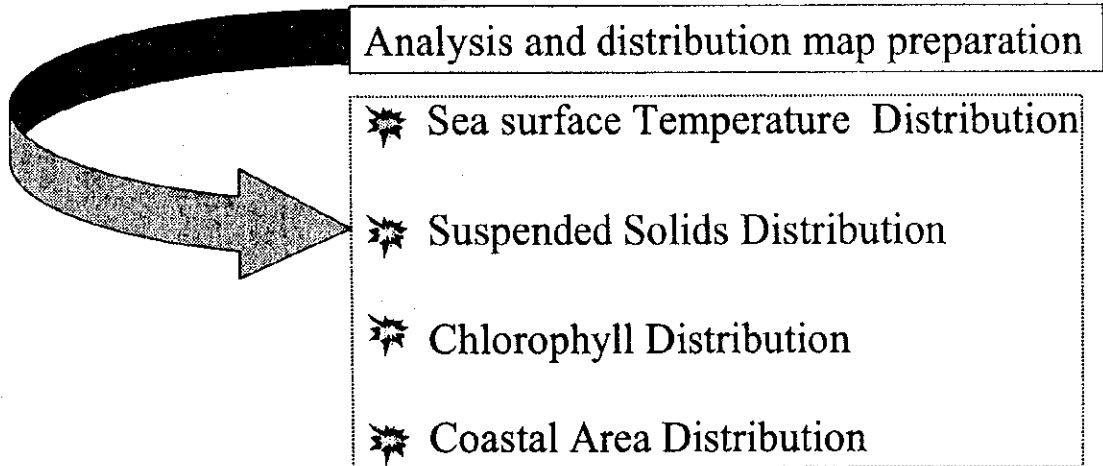 Analysis and distribution map preparation
Sea surface Temperature Distribution
Suspended Solids Distribution
Chlorophyll Distribution
Coastal Area Distribution